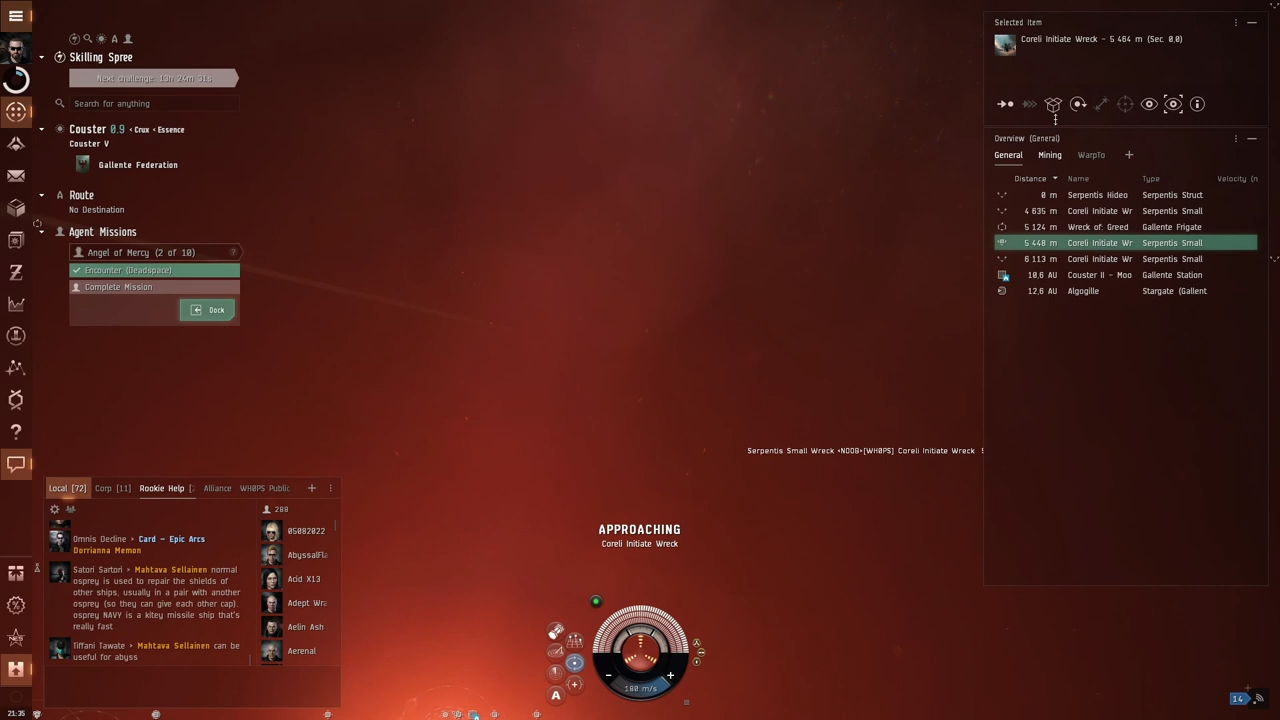 Skilling Spree
Next challenge: 13h 24m 31s
Search for anything
Couster 0.9 < Crux < Essence
Couster V
Gallente Federation
A Route
No Destination
Agent Missions
Angel of Mercy (2 of 10) ?
Encounter (Deadspace)
Complete Mission
Dock
Selected Item
Coreli Initiate Wreck - 5 464 m (Sec. 0,0)
Overview (General)
General Mining WarpTo
Distance Name Type Velocity (m
0 m Serpentis Hideo Serpentis Struct
4 635 m Coreli Initiate Wr Serpentis Small
5 124 m Wreck of: Greed Gallente Frigate
5 448 m Coreli Initiate Wr Serpentis Small
6 113 m Coreli Initiate Wr Serpentis Small
10,6 AU Couster II - Moo Gallente Station
12,6 AU Algogille Stargate (Gallent
Serpentis Small Wreck <NOOB>[WH0PS] Coreli Initiate Wreck
APPROACHING
Coreli Initiate Wreck
Local [72] Corp [11] Rookie Help [ Alliance WH0PS Public
288
Omnis Decline > Card - Epic Arcs
Dorrianna Memon
Satori Sartori > Mahtava Sellainen normal
osprey is used to repair the shields of
other ships, usually in a pair with another
osprey (so they can give each other cap).
osprey NAVY is a kitey missile ship that's
really fast
Tiffani Tawate > Mahtava Sellainen can be
useful for abyss
05082022
AbyssalFla
Acid X13
Adept Wra
Aelin Ash
Aerenal
180 m/s
A
21:35
14